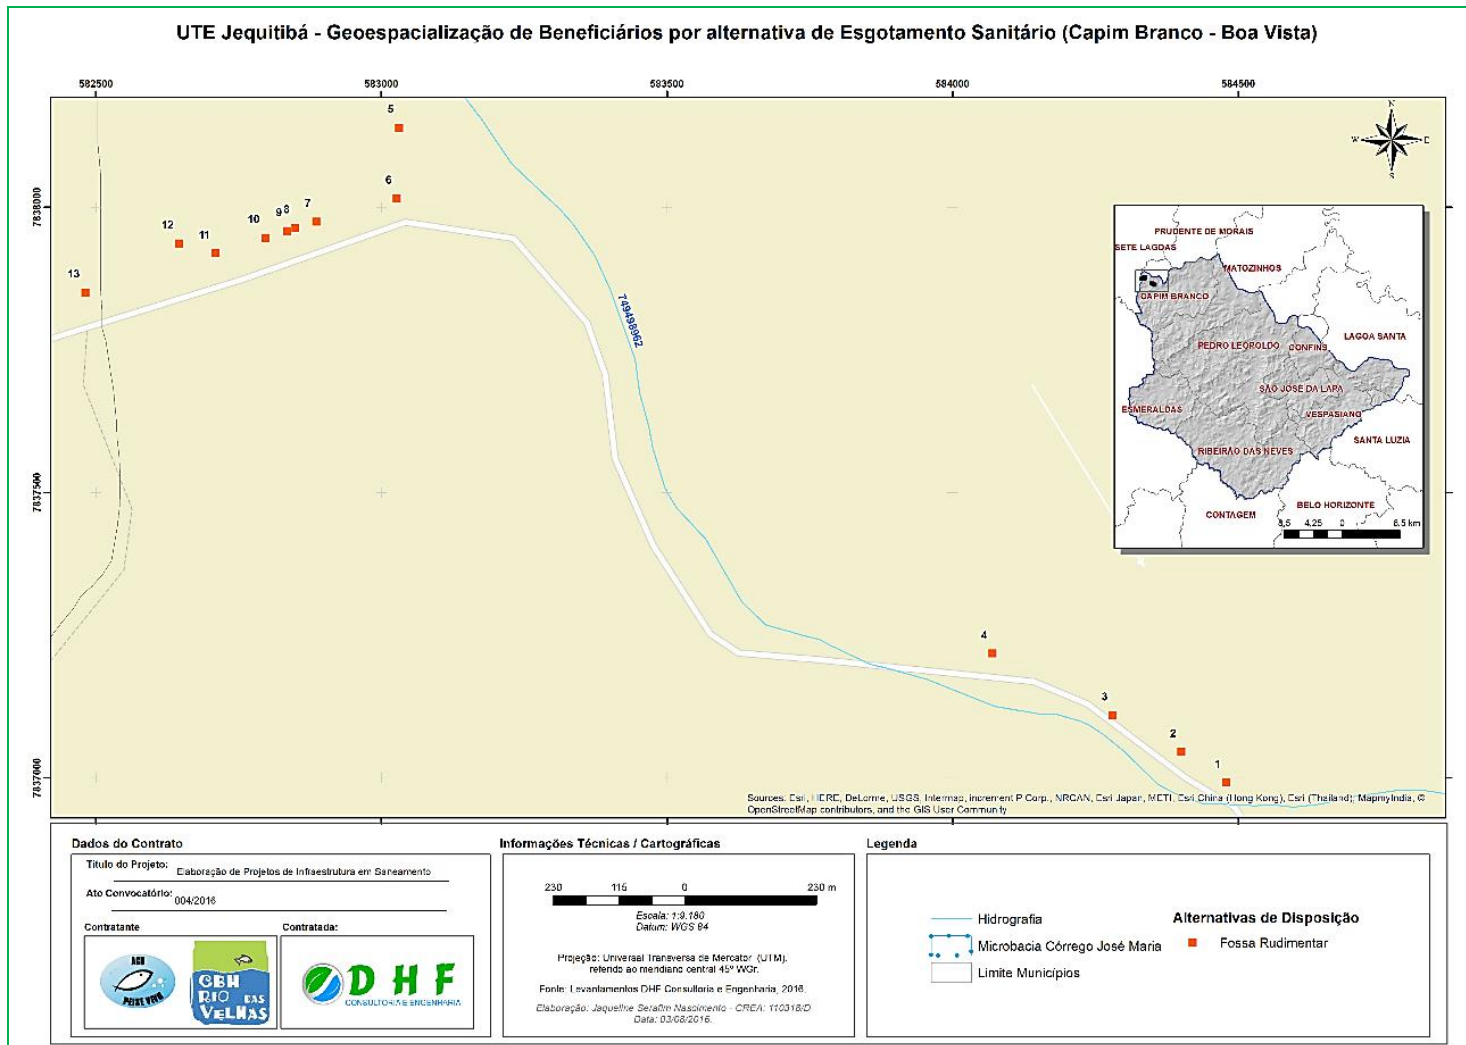 UTE Jequitibá - Geoespacialização de Beneficiários por alternativa de Esgotamento Sanitário (Capim Branco - Boa Vista)
582500
583000
583500
584000
584500
7838000
7837500
7837000
5
6
7
8
9
10
11
12
13
4
3
2
1
749498962
N
W
E
S
PRUDENTE DE MORAIS
SETE LAGOAS
MATOZINHOS
CAPIM BRANCO
LAGOA SANTA
PEDRO LEOPOLDO
CONFINS
SÃO JOSÉ DA LAPA
ESMERALDAS
VESPASIANO
SANTA LUZIA
RIBEIRÃO DAS NEVES
CONTAGEM
BELO HORIZONTE
8.5 4.25 0 8.5 km
Sources: Esri, HERE, DeLorme, USGS, Intermap, increment P Corp., NRCAN, Esri Japan, METI, Esri China (Hong Kong), Esri (Thailand), MapmyIndia, ©
OpenStreetMap contributors, and the GIS User Community
Dados do Contrato
Título do Projeto: Elaboração de Projetos de Infraestrutura em Saneamento
Ato Convocatório: 004/2016
Contratante
Contratada:
AGB
PEIXE VIVO
CBH
RIO DAS
VELHAS
DHF
CONSULTORIA E ENGENHARIA
Informações Técnicas / Cartográficas
230 115 0 230 m
Escala: 1:9.180
Datum: WGS 84
Projeção: Universal Transversa de Mercator (UTM),
referido ao meridiano central 45º WGr.
Fonte: Levantamentos DHF Consultoria e Engenharia, 2016.
Elaboração: Jaqueline Serafim Nascimento - CREA: 110318/D
Data: 03/08/2016.
Legenda
Hidrografia
Microbacia Córrego José Maria
Limite Municípios
Alternativas de Disposição
Fossa Rudimentar